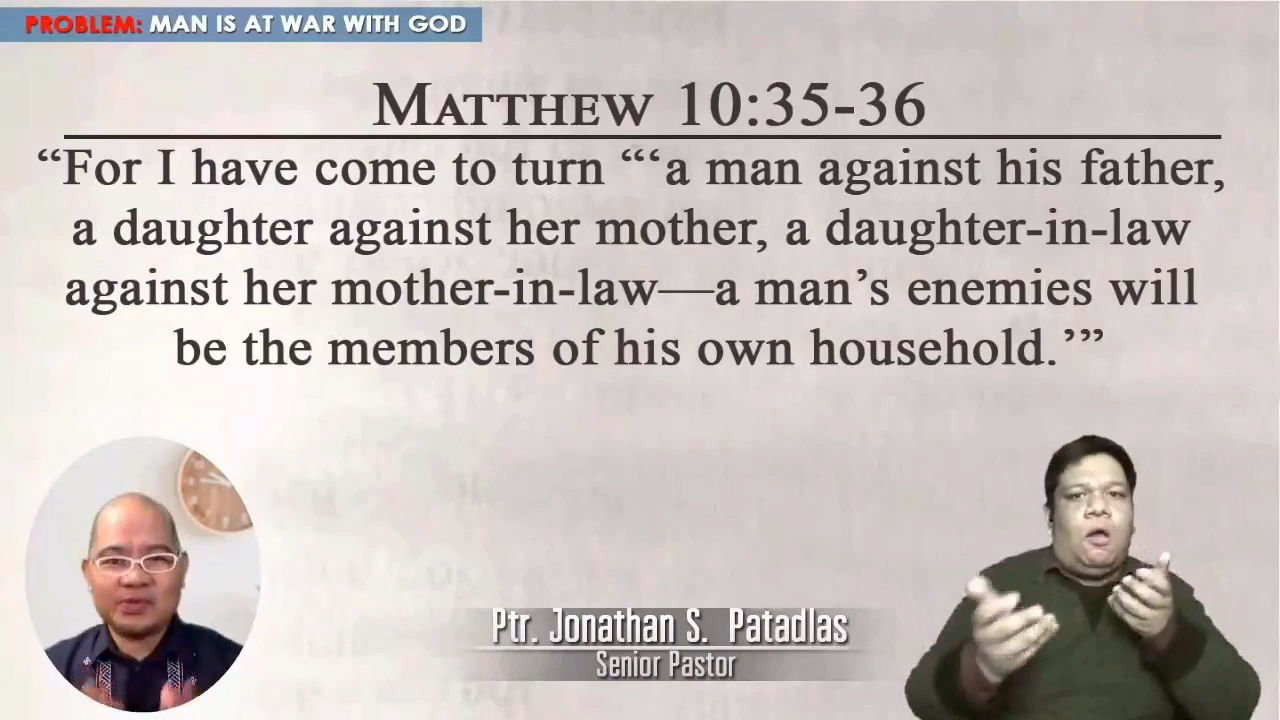 PROBLEM: MAN IS AT WAR WITH GOD
MATTHEW 10:35-36
“For I have come to turn “‘a man against his father,
a daughter against her mother, a daughter-in-law
against her mother-in-law—a man’s enemies will
be the members of his own household.’”
Ptr. Jonathan S. Patadlas
Senior Pastor